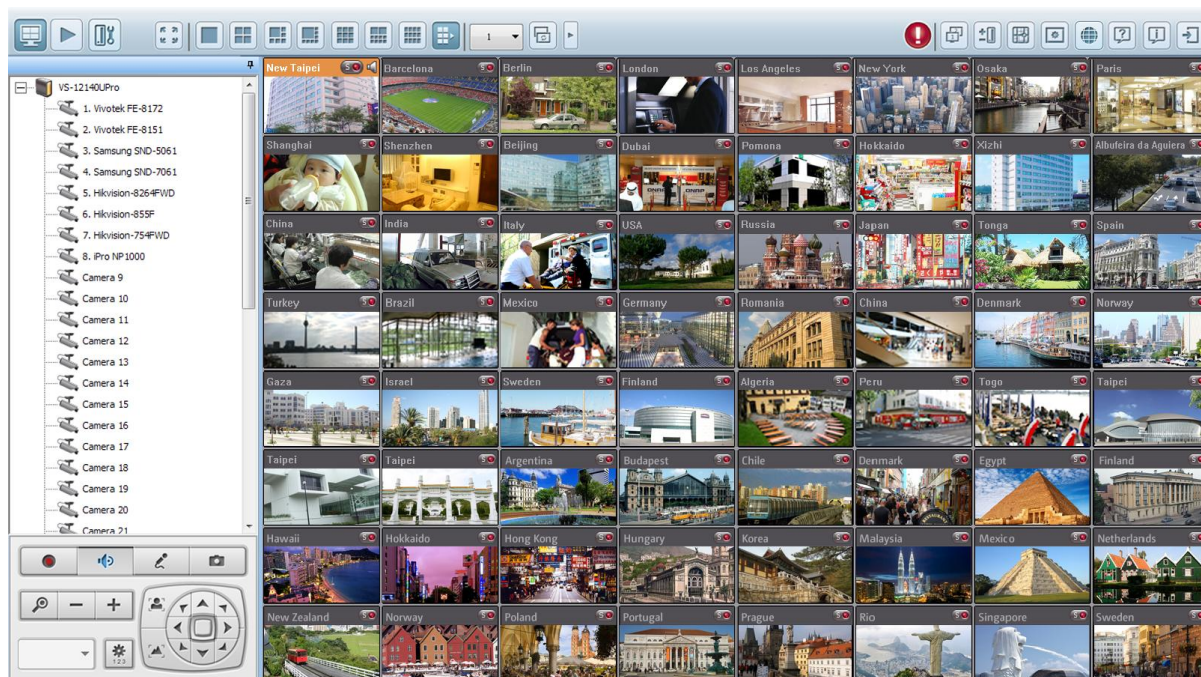 1
VS-12140UPro
1. Vivotek FE-8172
2. Vivotek FE-8151
3. Samsung SND-5061
4. Samsung SND-7061
5. Hikvision-8264FWD
6. Hikvision-855F
7. Hikvision-754FWD
8. iPro NP1000
Camera 9
Camera 10
Camera 11
Camera 12
Camera 13
Camera 14
Camera 15
Camera 16
Camera 17
Camera 18
Camera 19
Camera 20
Camera 21
123
New Taipei Barcelona Berlin London Los Angeles New York Osaka Paris
Shanghai Shenzhen Beijing Dubai Pomona Hokkaido Xizhi Albufeira da Aguiera
QNAP QNAP
China India Italy USA Russia Japan Tonga Spain
Turkey Brazil Mexico Germany Romania China Denmark Norway
Gaza Israel Sweden Finland Algeria Peru Togo Taipei
Taipei Taipei Argentina Budapest Chile Denmark Egypt Finland
Hawaii Hokkaido Hong Kong Hungary Korea Malaysia Mexico Netherlands
New Zealand Norway Poland Portugal Prague Rio Singapore Sweden